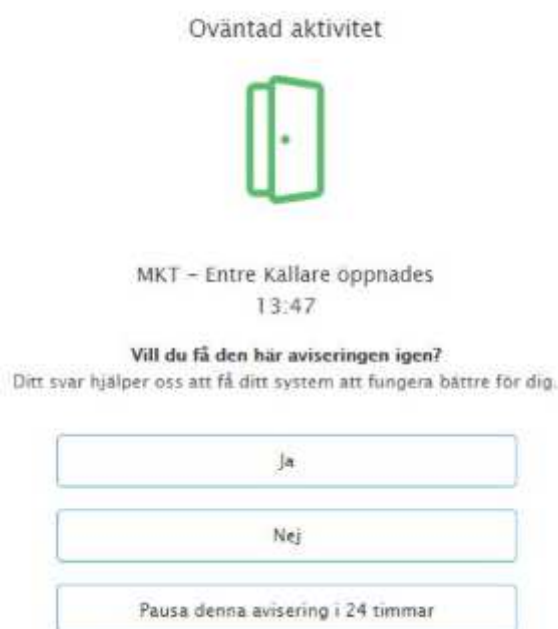 Oväntad aktivitet
MKT - Entre Källare öppnades
13:47
Vill du få den här aviseringen igen?
Ditt svar hjälper oss att få ditt system att fungera bättre för dig.
Ja
Nej
Pausa denna avisering i 24 timmar